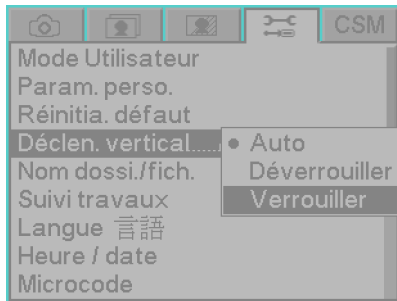 CSM
Mode Utilisateur
Param. perso.
Réinitia. défaut
Déclen. vertical.....
Auto
Nom dossi./fich.
Déverrouiller
Suivi travaux
Verrouiller
Langue 言語
Heure / date
Microcode